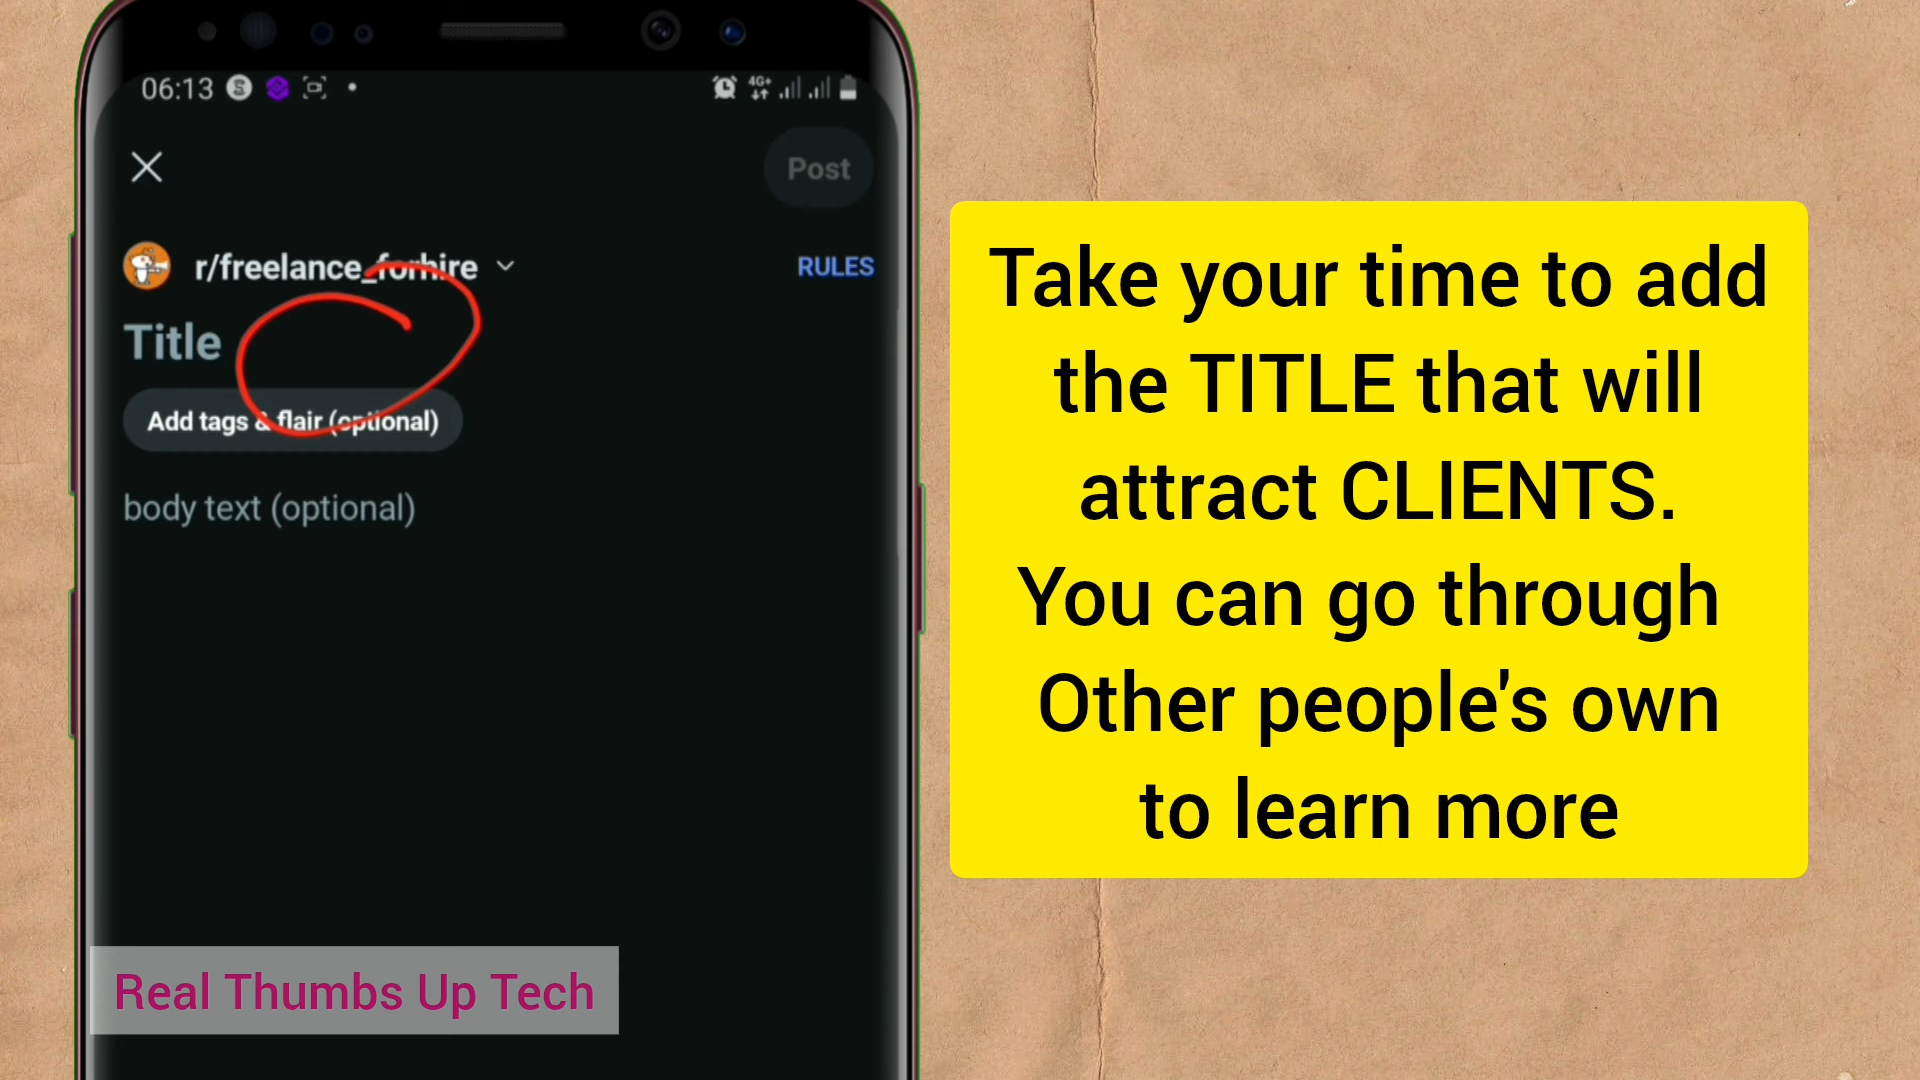 06:13
4G+
Post
r/freelance_forhire
RULES
Title
Add tags & flair (optional)
body text (optional)
Take your time to add
the TITLE that will
attract CLIENTS.
You can go through
Other people's own
to learn more
Real Thumbs Up Tech